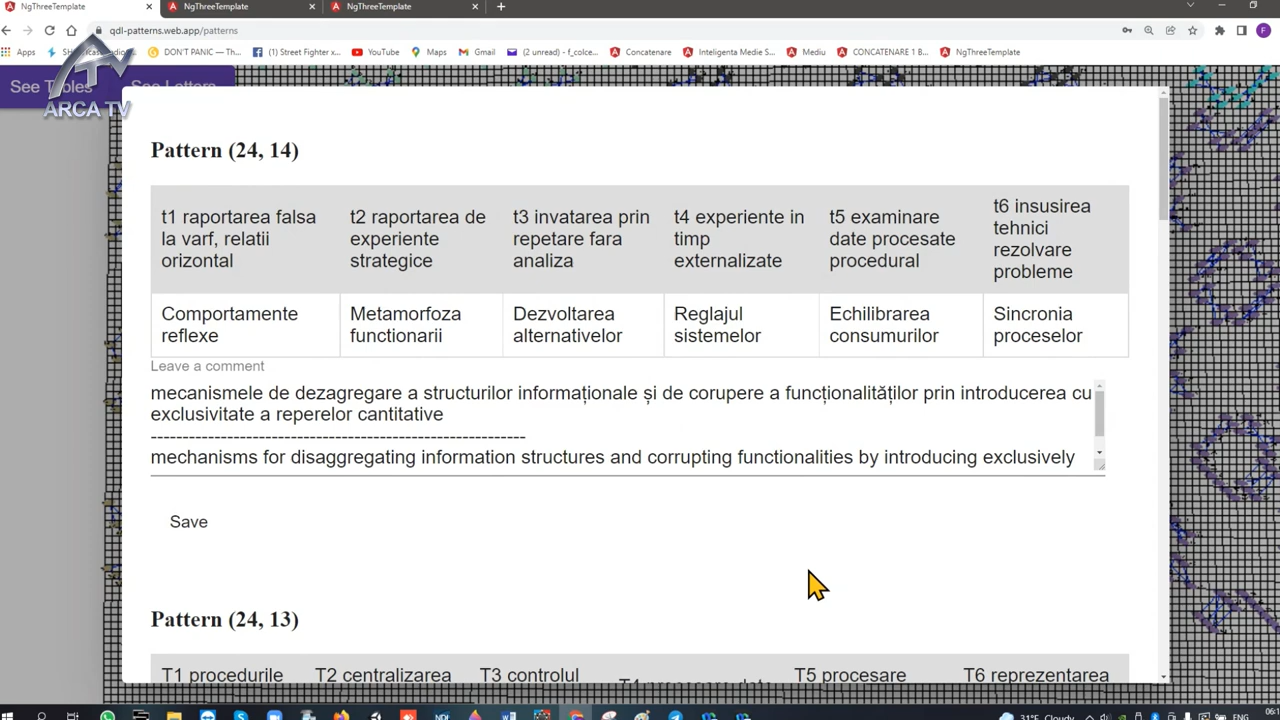 NgThreeTemplate
NgThreeTemplate
NgThreeTemplate
qdl-patterns.web.app/patterns
Apps
DON'T PANIC — Th...
(1) Street Fighter x...
YouTube
Maps
Gmail
(2 unread) - f_colce...
Concatenare
Inteligenta Medie S...
Mediu
CONCATENARE 1 B...
NgThreeTemplate
ARCA TV
Pattern (24, 14)
t1 raportarea falsa
la varf, relatii
orizontal
t2 raportarea de
experiente
strategice
t3 invatarea prin
repetare fara
analiza
t4 experiente in
timp
externalizate
t5 examinare
date procesate
procedural
t6 insusirea
tehnici
rezolvare
probleme
Comportamente
reflexe
Metamorfoza
functionarii
Dezvoltarea
alternativelor
Reglajul
sistemelor
Echilibrarea
consumurilor
Sincronia
proceselor
Leave a comment
mecanismele de dezagregare a structurilor informaționale și de corupere a funcționalităților prin introducerea cu
exclusivitate a reperelor cantitative
----------------------------------------------------------
mechanisms for disaggregating information structures and corrupting functionalities by introducing exclusively
Save
Pattern (24, 13)
T1 procedurile
T2 centralizarea
T3 controlul
T5 procesare
T6 reprezentarea
31°F Cloudy
ENG